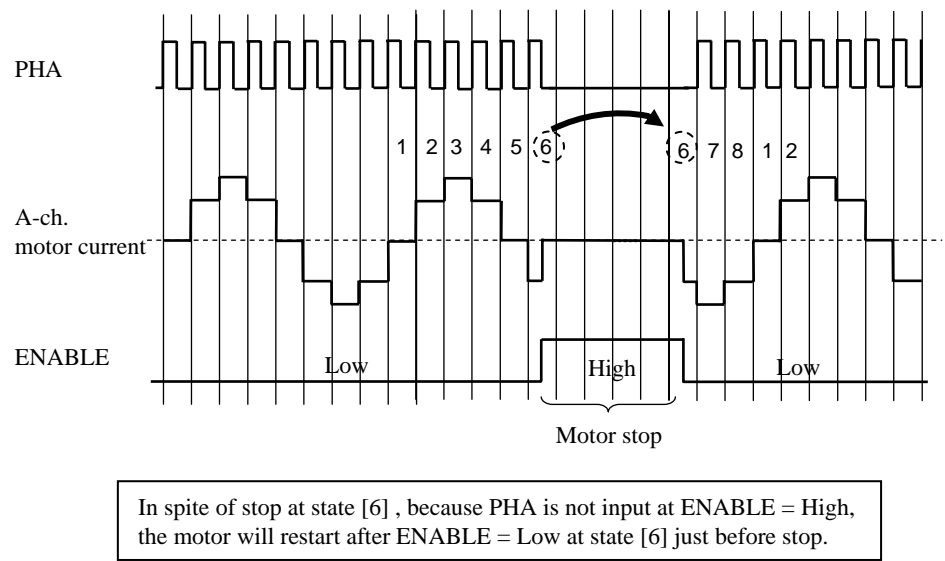 PHA
1 2 3 4 5 6 6 7 8 1 2
A-ch.
motor current
ENABLE
Low High Low
Motor stop
In spite of stop at state [6] , because PHA is not input at ENABLE = High,
the motor will restart after ENABLE = Low at state [6] just before stop.